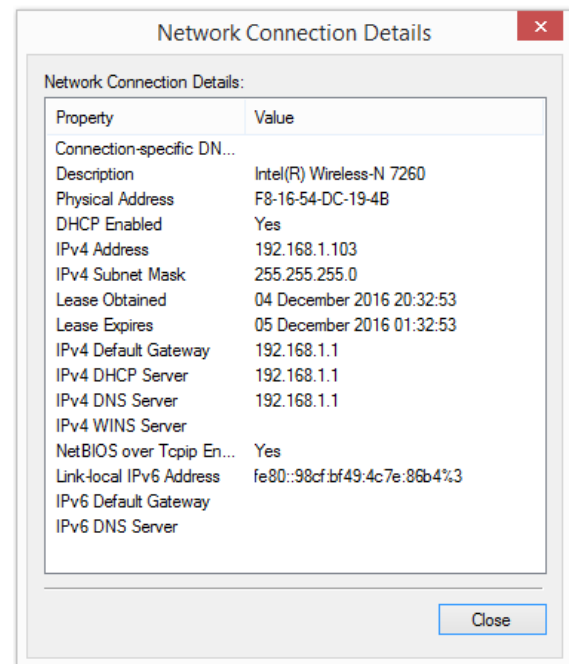 Network Connection Details
Network Connection Details:
Property Value
Connection-specific DN...
Description Intel(R) Wireless-N 7260
Physical Address F8-16-54-DC-19-4B
DHCP Enabled Yes
IPv4 Address 192.168.1.103
IPv4 Subnet Mask 255.255.255.0
Lease Obtained 04 December 2016 20:32:53
Lease Expires 05 December 2016 01:32:53
IPv4 Default Gateway 192.168.1.1
IPv4 DHCP Server 192.168.1.1
IPv4 DNS Server 192.168.1.1
IPv4 WINS Server
NetBIOS over Tcpip En... Yes
Link-local IPv6 Address fe80::98cf:bf49:4c7e:86b4%3
IPv6 Default Gateway
IPv6 DNS Server
Close